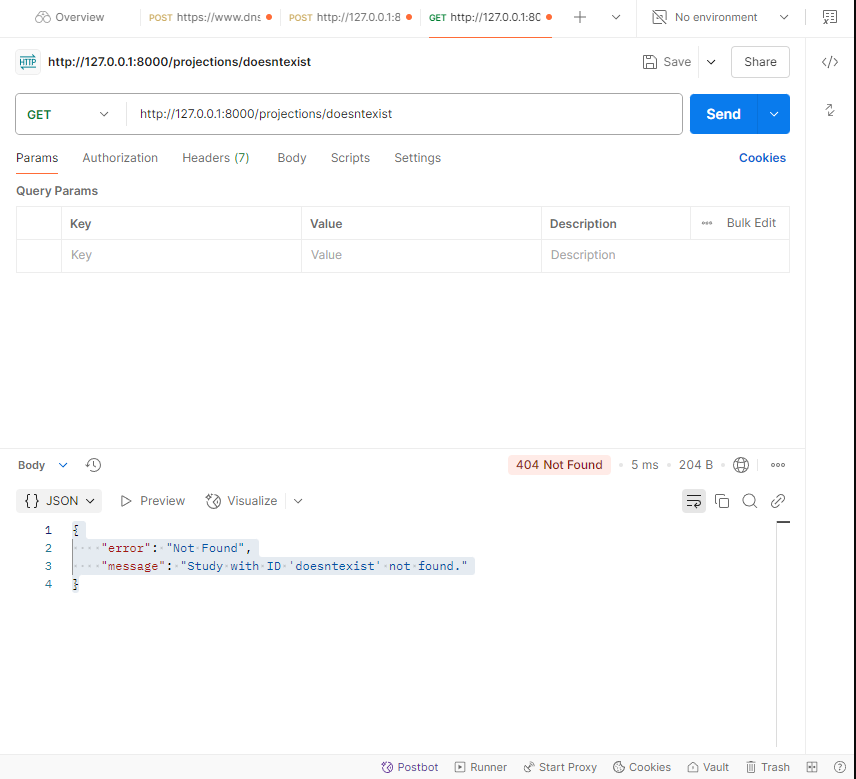 Overview
POST https://www.dns
POST http://127.0.0.1:8
GET http://127.0.0.1:80
No environment
HTTP http://127.0.0.1:8000/projections/doesntexist
Save
Share
GET
http://127.0.0.1:8000/projections/doesntexist
Send
Params
Authorization
Headers (7)
Body
Scripts
Settings
Cookies
Query Params
Key
Value
Description
Bulk Edit
Key
Value
Description
Body
404 Not Found
5 ms
204 B
{} JSON
Preview
Visualize
1 {
2 "error": "Not Found",
3 "message": "Study with ID 'doesntexist' not found."
4 }
Postbot
Runner
Start Proxy
Cookies
Vault
Trash